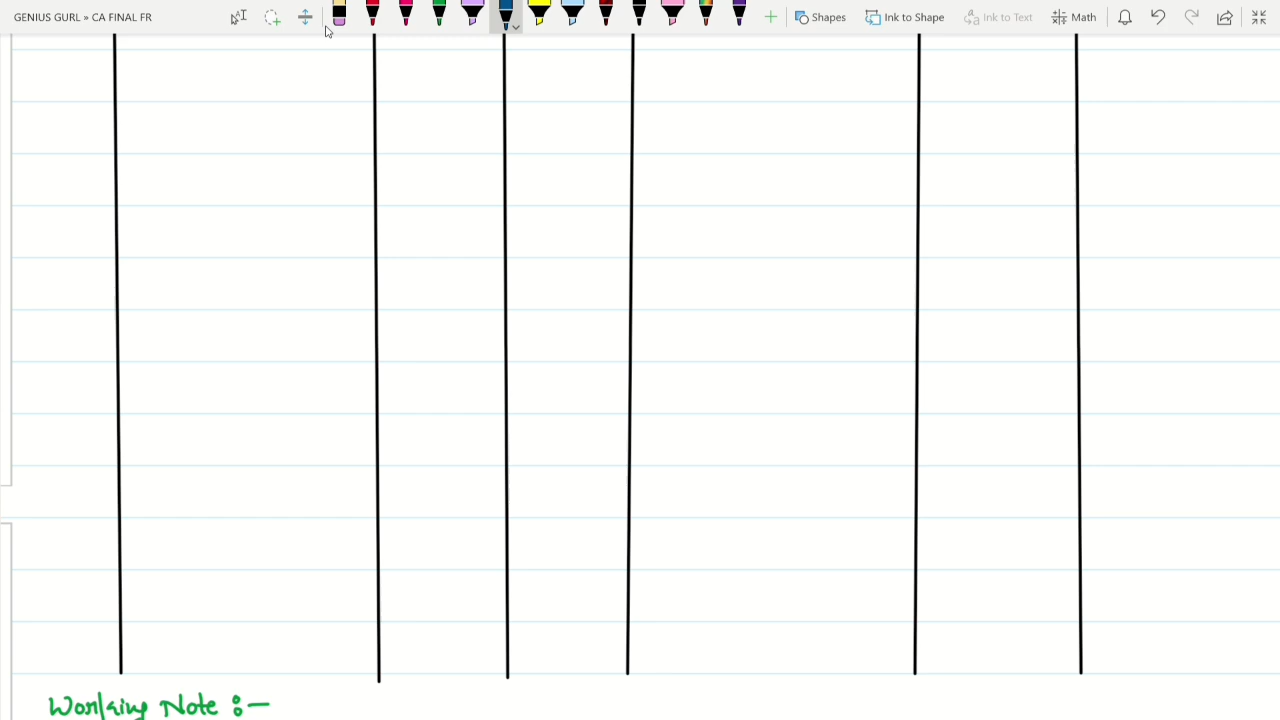 GENIUS GURL » CA FINAL FR
Shapes
Ink to Shape
Ink to Text
Math
Working Note :-